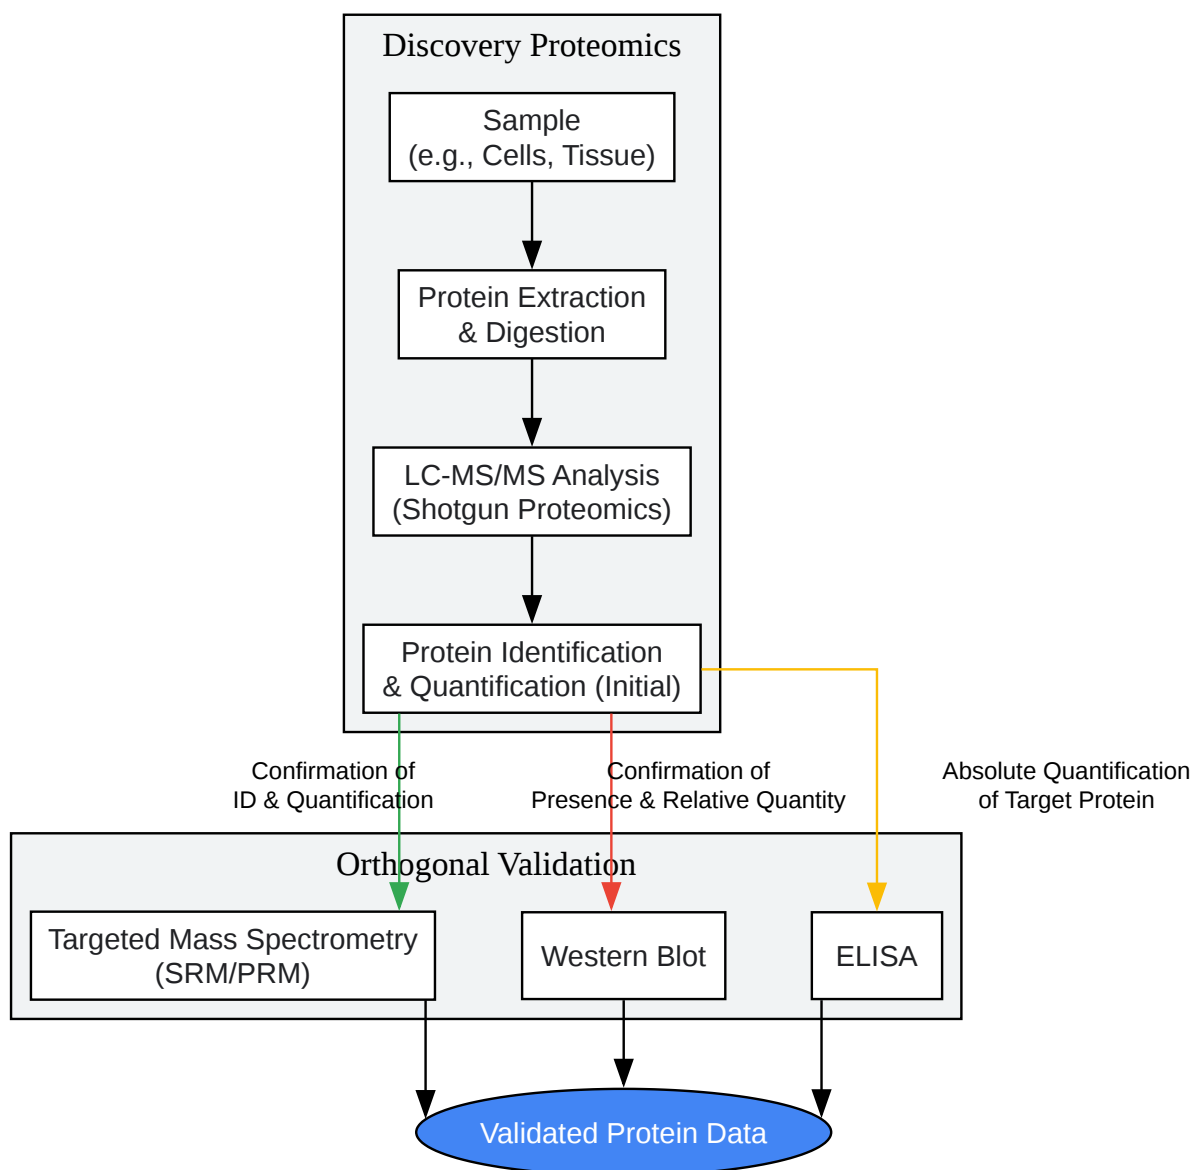 Discovery Proteomics
Sample
(e.g., Cells, Tissue)
Protein Extraction
& Digestion
LC-MS/MS Analysis
(Shotgun Proteomics)
Protein Identification
& Quantification (Initial)
Confirmation of
ID & Quantification
Confirmation of
Presence & Relative Quantity
Absolute Quantification
of Target Protein
Orthogonal Validation
Targeted Mass Spectrometry
(SRM/PRM)
Western Blot
ELISA
Validated Protein Data